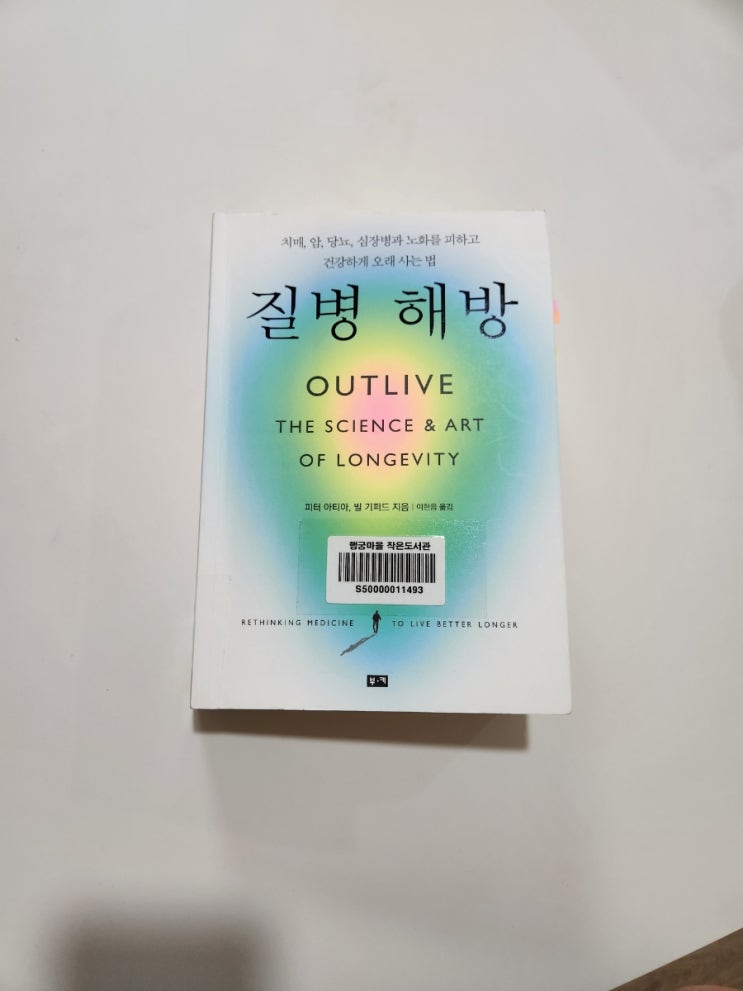 치매, 암, 당뇨, 심장병과 노화를 피하고
건강하게 오래 사는 법
질병 해방
OUTLIVE
THE SCIENCE & ART
OF LONGEVITY
피터 아티아, 빌 기퍼드 지음 | 이한음 옮김
행궁마을 작은도서관
S50000011493
RETHINKING MEDICINE TO LIVE BETTER LONGER
부·키